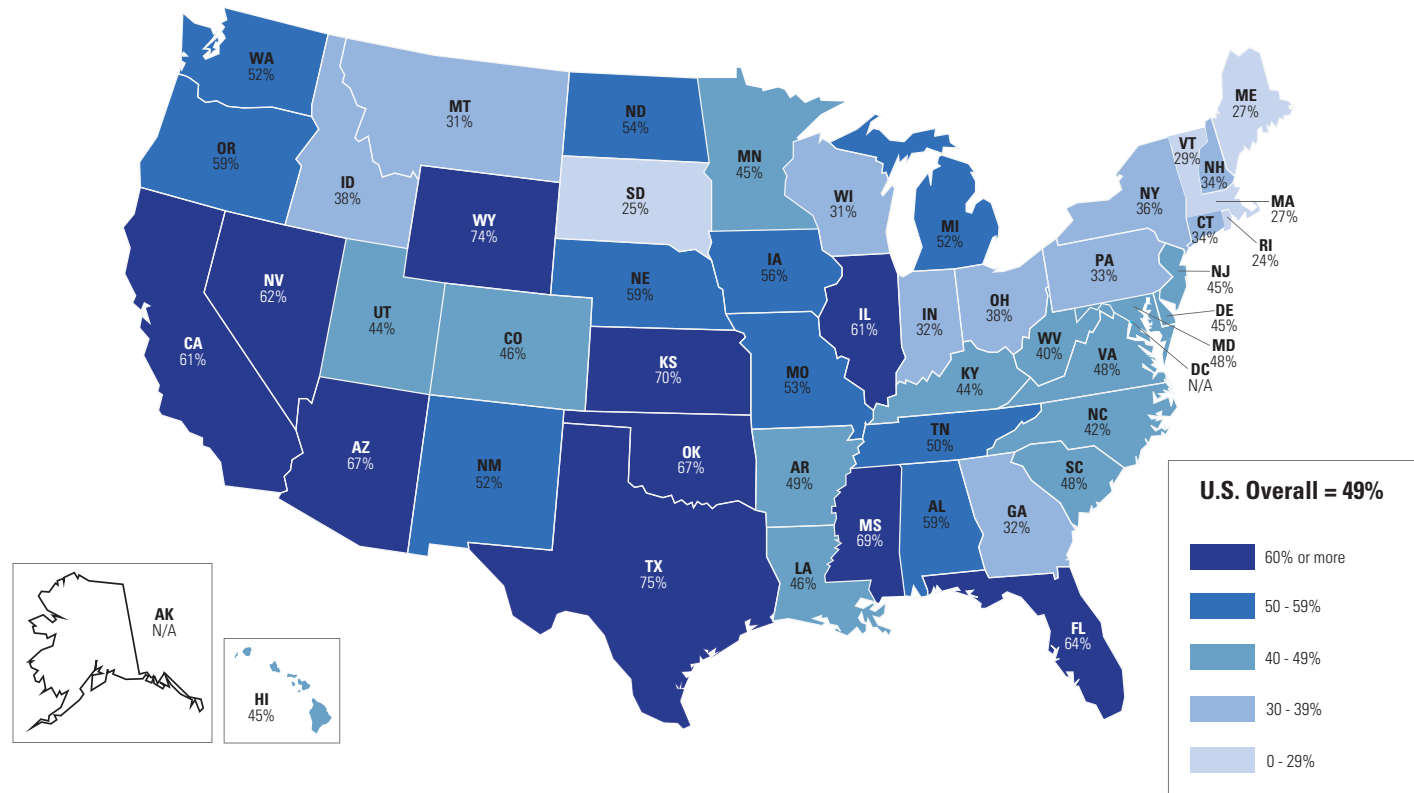 WA
52%
OR
59%
CA
61%
NV
62%
ID
38%
MT
31%
WY
74%
UT
44%
AZ
67%
CO
46%
NM
52%
ND
54%
SD
25%
NE
59%
KS
70%
OK
67%
TX
75%
MN
45%
IA
56%
MO
53%
AR
49%
LA
46%
WI
31%
IL
61%
MI
52%
IN
32%
OH
38%
KY
44%
TN
50%
MS
69%
AL
59%
GA
32%
FL
64%
SC
48%
NC
42%
VA
48%
WV
40%
PA
33%
NY
36%
VT
29%
NH
34%
ME
27%
MA
27%
CT
34%
RI
24%
NJ
45%
DE
45%
MD
48%
DC
N/A
AK
N/A
HI
45%
U.S. Overall = 49%
60% or more
50 - 59%
40 - 49%
30 - 39%
0 - 29%